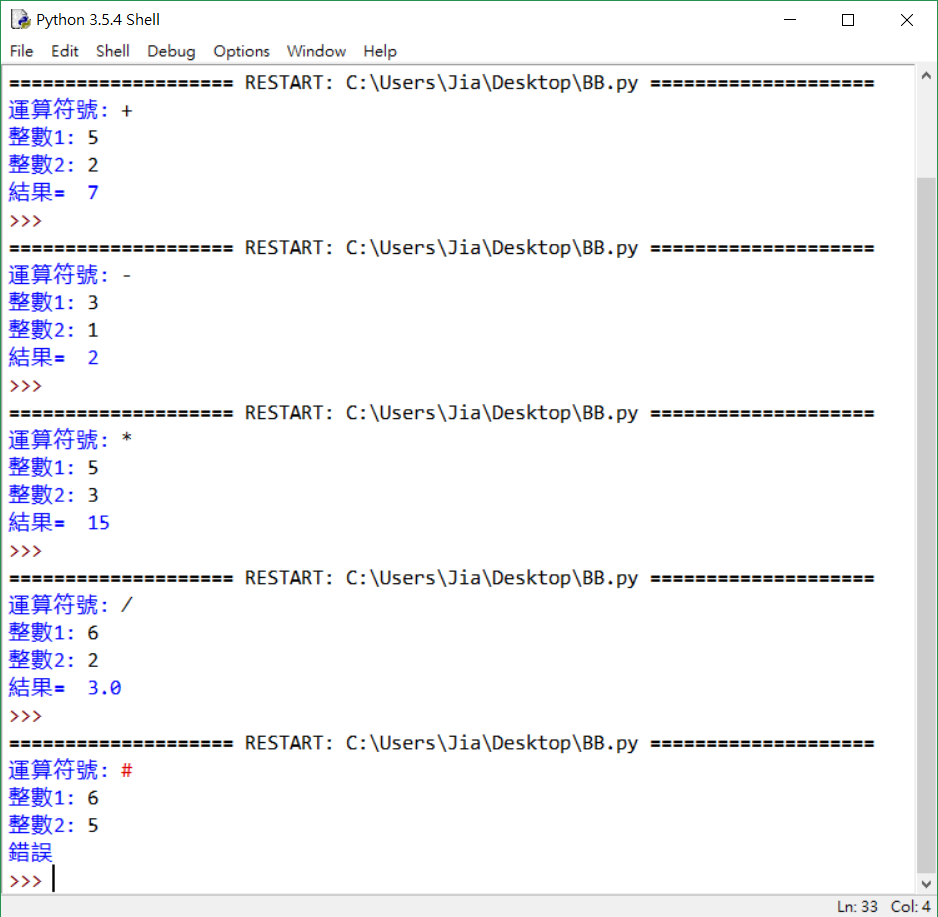 Python 3.5.4 Shell
File Edit Shell Debug Options Window Help
==================== RESTART: C:\Users\Jia\Desktop\BB.py ====================
運算符號: +
整數1: 5
整數2: 2
結果=  7
>>>
==================== RESTART: C:\Users\Jia\Desktop\BB.py ====================
運算符號: -
整數1: 3
整數2: 1
結果=  2
>>>
==================== RESTART: C:\Users\Jia\Desktop\BB.py ====================
運算符號: *
整數1: 5
整數2: 3
結果=  15
>>>
==================== RESTART: C:\Users\Jia\Desktop\BB.py ====================
運算符號: /
整數1: 6
整數2: 2
結果=  3.0
>>>
==================== RESTART: C:\Users\Jia\Desktop\BB.py ====================
運算符號: #
整數1: 6
整數2: 5
錯誤
>>>
Ln: 33 Col: 4